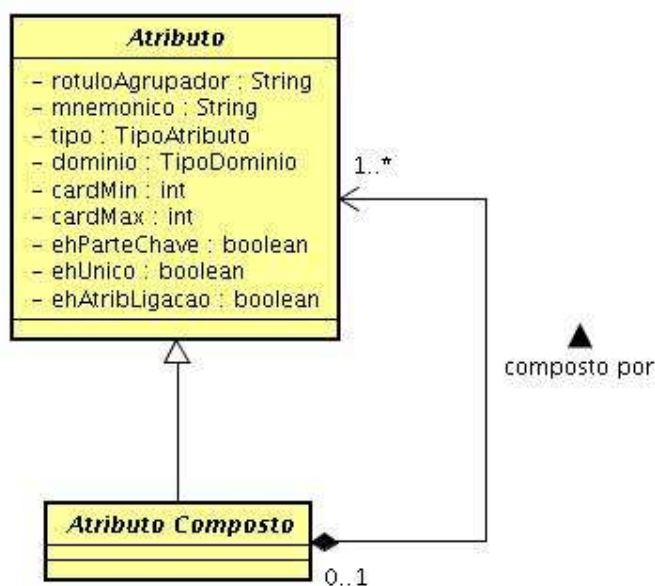 Atributo
- rotuloAgrupador : String
- mnemonico : String
- tipo : TipoAtributo
- dominio : TipoDominio
- cardMin : int
- cardMax : int
- ehParteChave : boolean
- ehUnico : boolean
- ehAtribLigacao : boolean
1..*
composto por
Atributo Composto
0..1